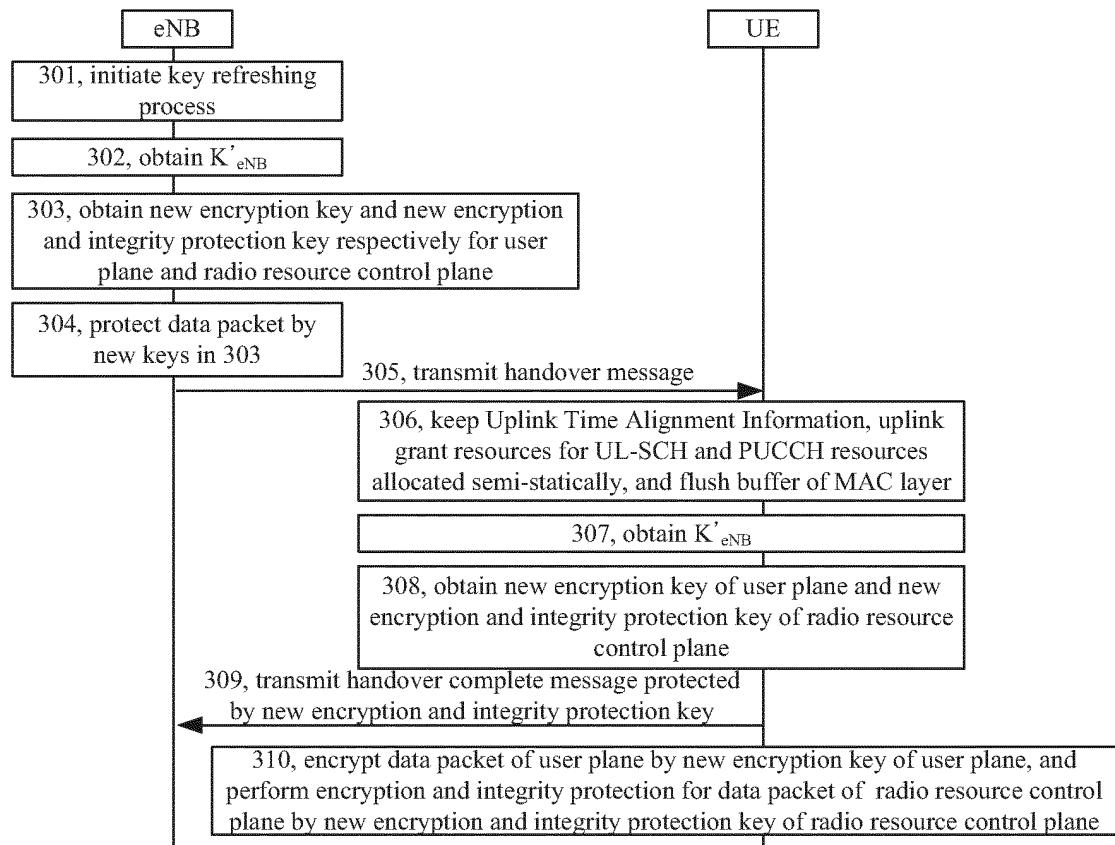 eNB
UE
301, initiate key refreshing
process
302, obtain K'eNB
303, obtain new encryption key and new encryption
and integrity protection key respectively for user
plane and radio resource control plane
304, protect data packet by
new keys in 303
305, transmit handover message
306, keep Uplink Time Alignment Information, uplink
grant resources for UL-SCH and PUCCH resources
allocated semi-statically, and flush buffer of MAC layer
307, obtain K'eNB
308, obtain new encryption key of user plane and new
encryption and integrity protection key of radio resource
control plane
309, transmit handover complete message protected
by new encryption and integrity protection key
310, encrypt data packet of user plane by new encryption key of user plane, and
perform encryption and integrity protection for data packet of radio resource control
plane by new encryption and integrity protection key of radio resource control plane